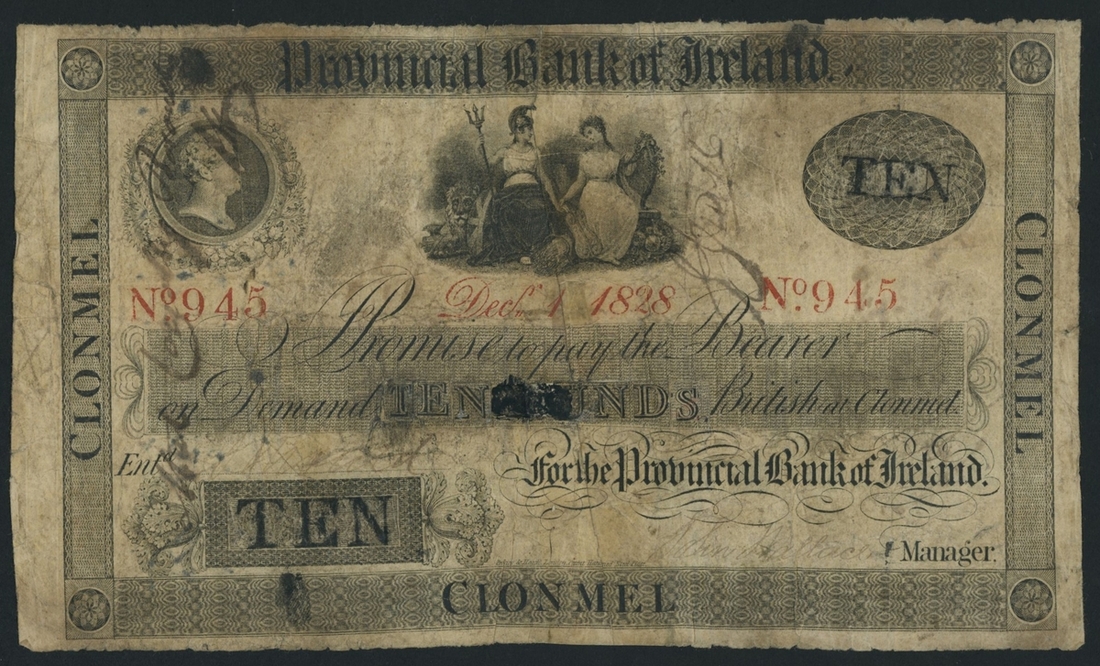 Provincial Bank of Ireland.
TEN
CLONMEL
CLONMEL
Nº 945
Decr. 1 1828
Nº 945
I Promise to pay the Bearer
on Demand TEN POUNDS British at Clonmel.
Entd.
For the Provincial Bank of Ireland.
TEN
Manager.
CLONMEL